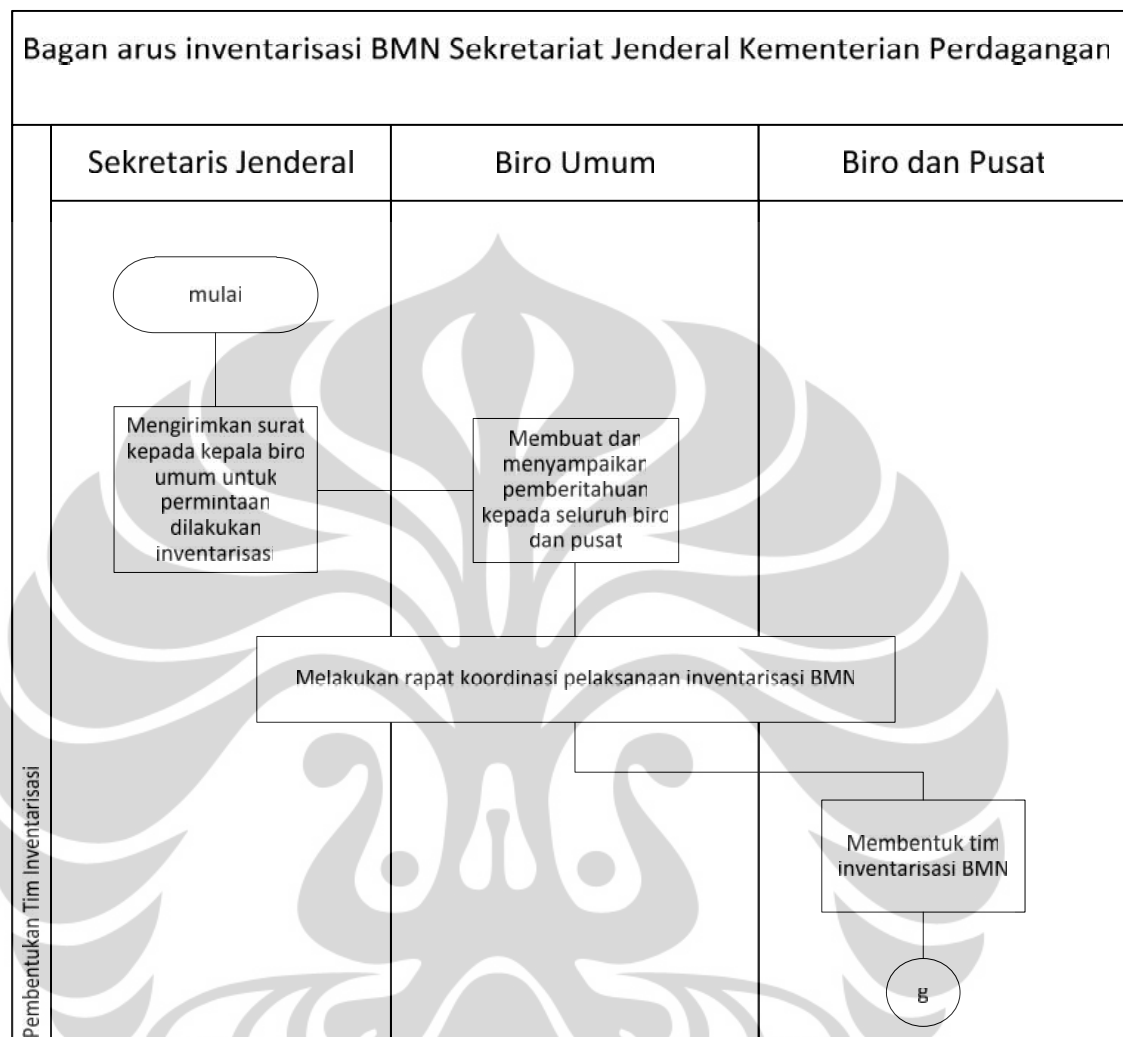 Bagan arus inventarisasi BMN Sekretariat Jenderal Kementerian Perdagangan
Sekretaris Jenderal
Biro Umum
Biro dan Pusat
Pembentukan Tim Inventarisasi
mulai
Mengirimkan surat
kepada kepala biro
umum untuk
permintaan
dilakukan
inventarisasi
Membuat dan
menyampaikan
pemberitahuan
kepada seluruh biro
dan pusat
Melakukan rapat koordinasi pelaksanaan inventarisasi BMN
Membentuk tim
inventarisasi BMN
g